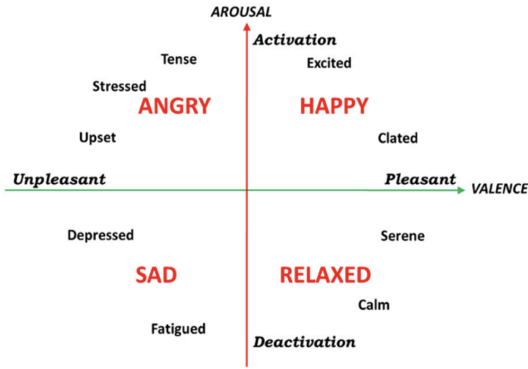 AROUSAL
Activation
Tense
Excited
Stressed
ANGRY
HAPPY
Upset
Clated
Unpleasant
Pleasant
VALENCE
Depressed
Serene
SAD
RELAXED
Calm
Fatigued
Deactivation